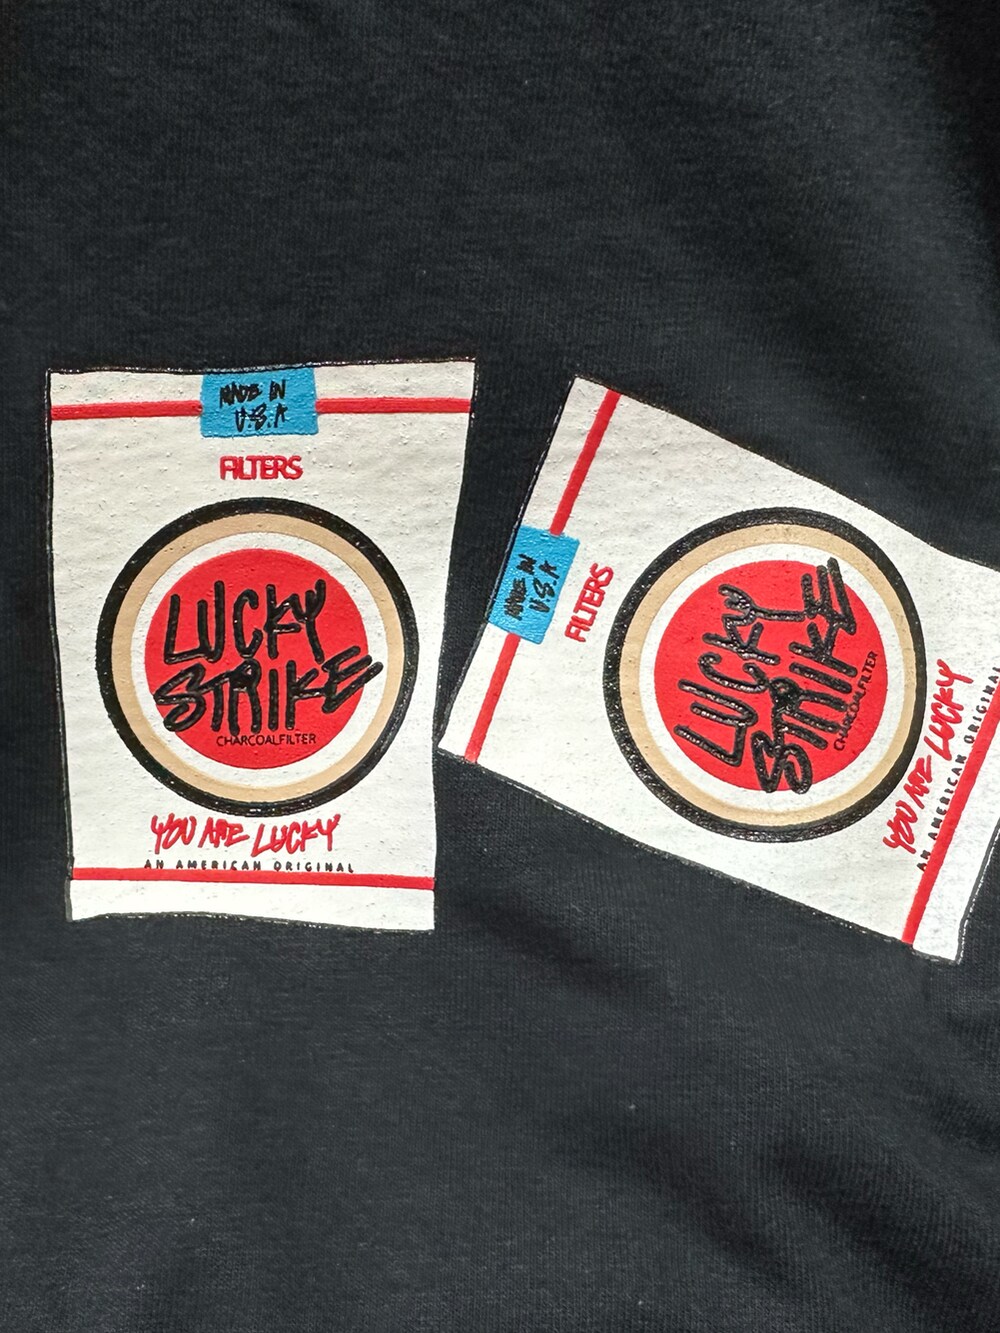 MADE IN
U.S.A
FILTERS
LUCKY
STRIKE
CHARCOALFILTER
YOU ARE LUCKY
AN AMERICAN ORIGINAL
MADE IN
U.S.A
FILTERS
LUCKY
STRIKE
CHARCOALFILTER
YOU ARE LUCKY
AN AMERICAN ORIGINAL